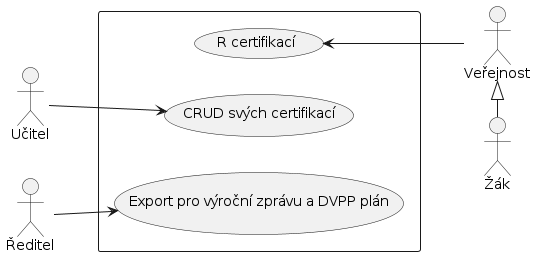 R certifikací
Veřejnost
CRUD svých certifikací
Učitel
Žák
Export pro výroční zprávu a DVPP plán
Ředitel